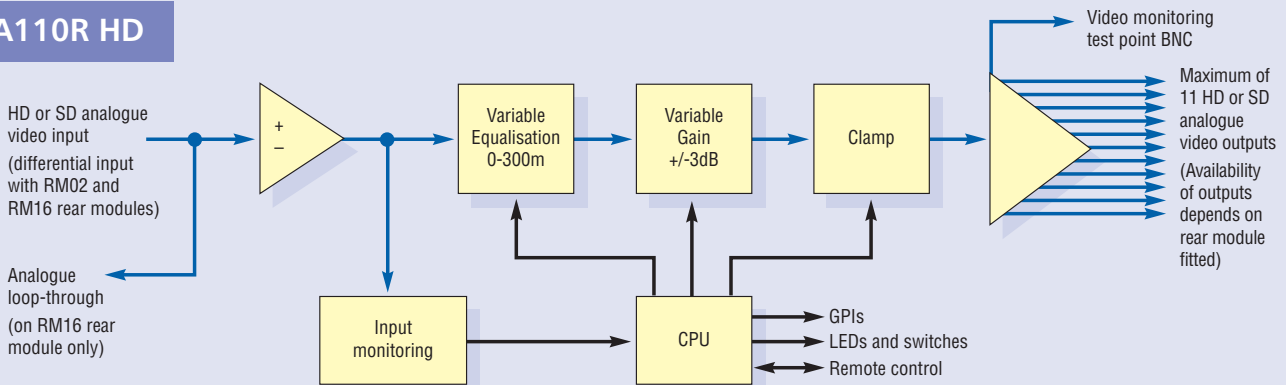 A110R HD
HD or SD analogue
video input
(differential input
with RM02 and
RM16 rear modules)
Analogue
loop-through
(on RM16 rear
module only)
+
–
Variable
Equalisation
0-300m
Variable
Gain
+/-3dB
Clamp
Input
monitoring
CPU
GPIs
LEDs and switches
Remote control
Video monitoring
test point BNC
Maximum of
11 HD or SD
analogue
video outputs
(Availability
of outputs
depends on
rear module
fitted)